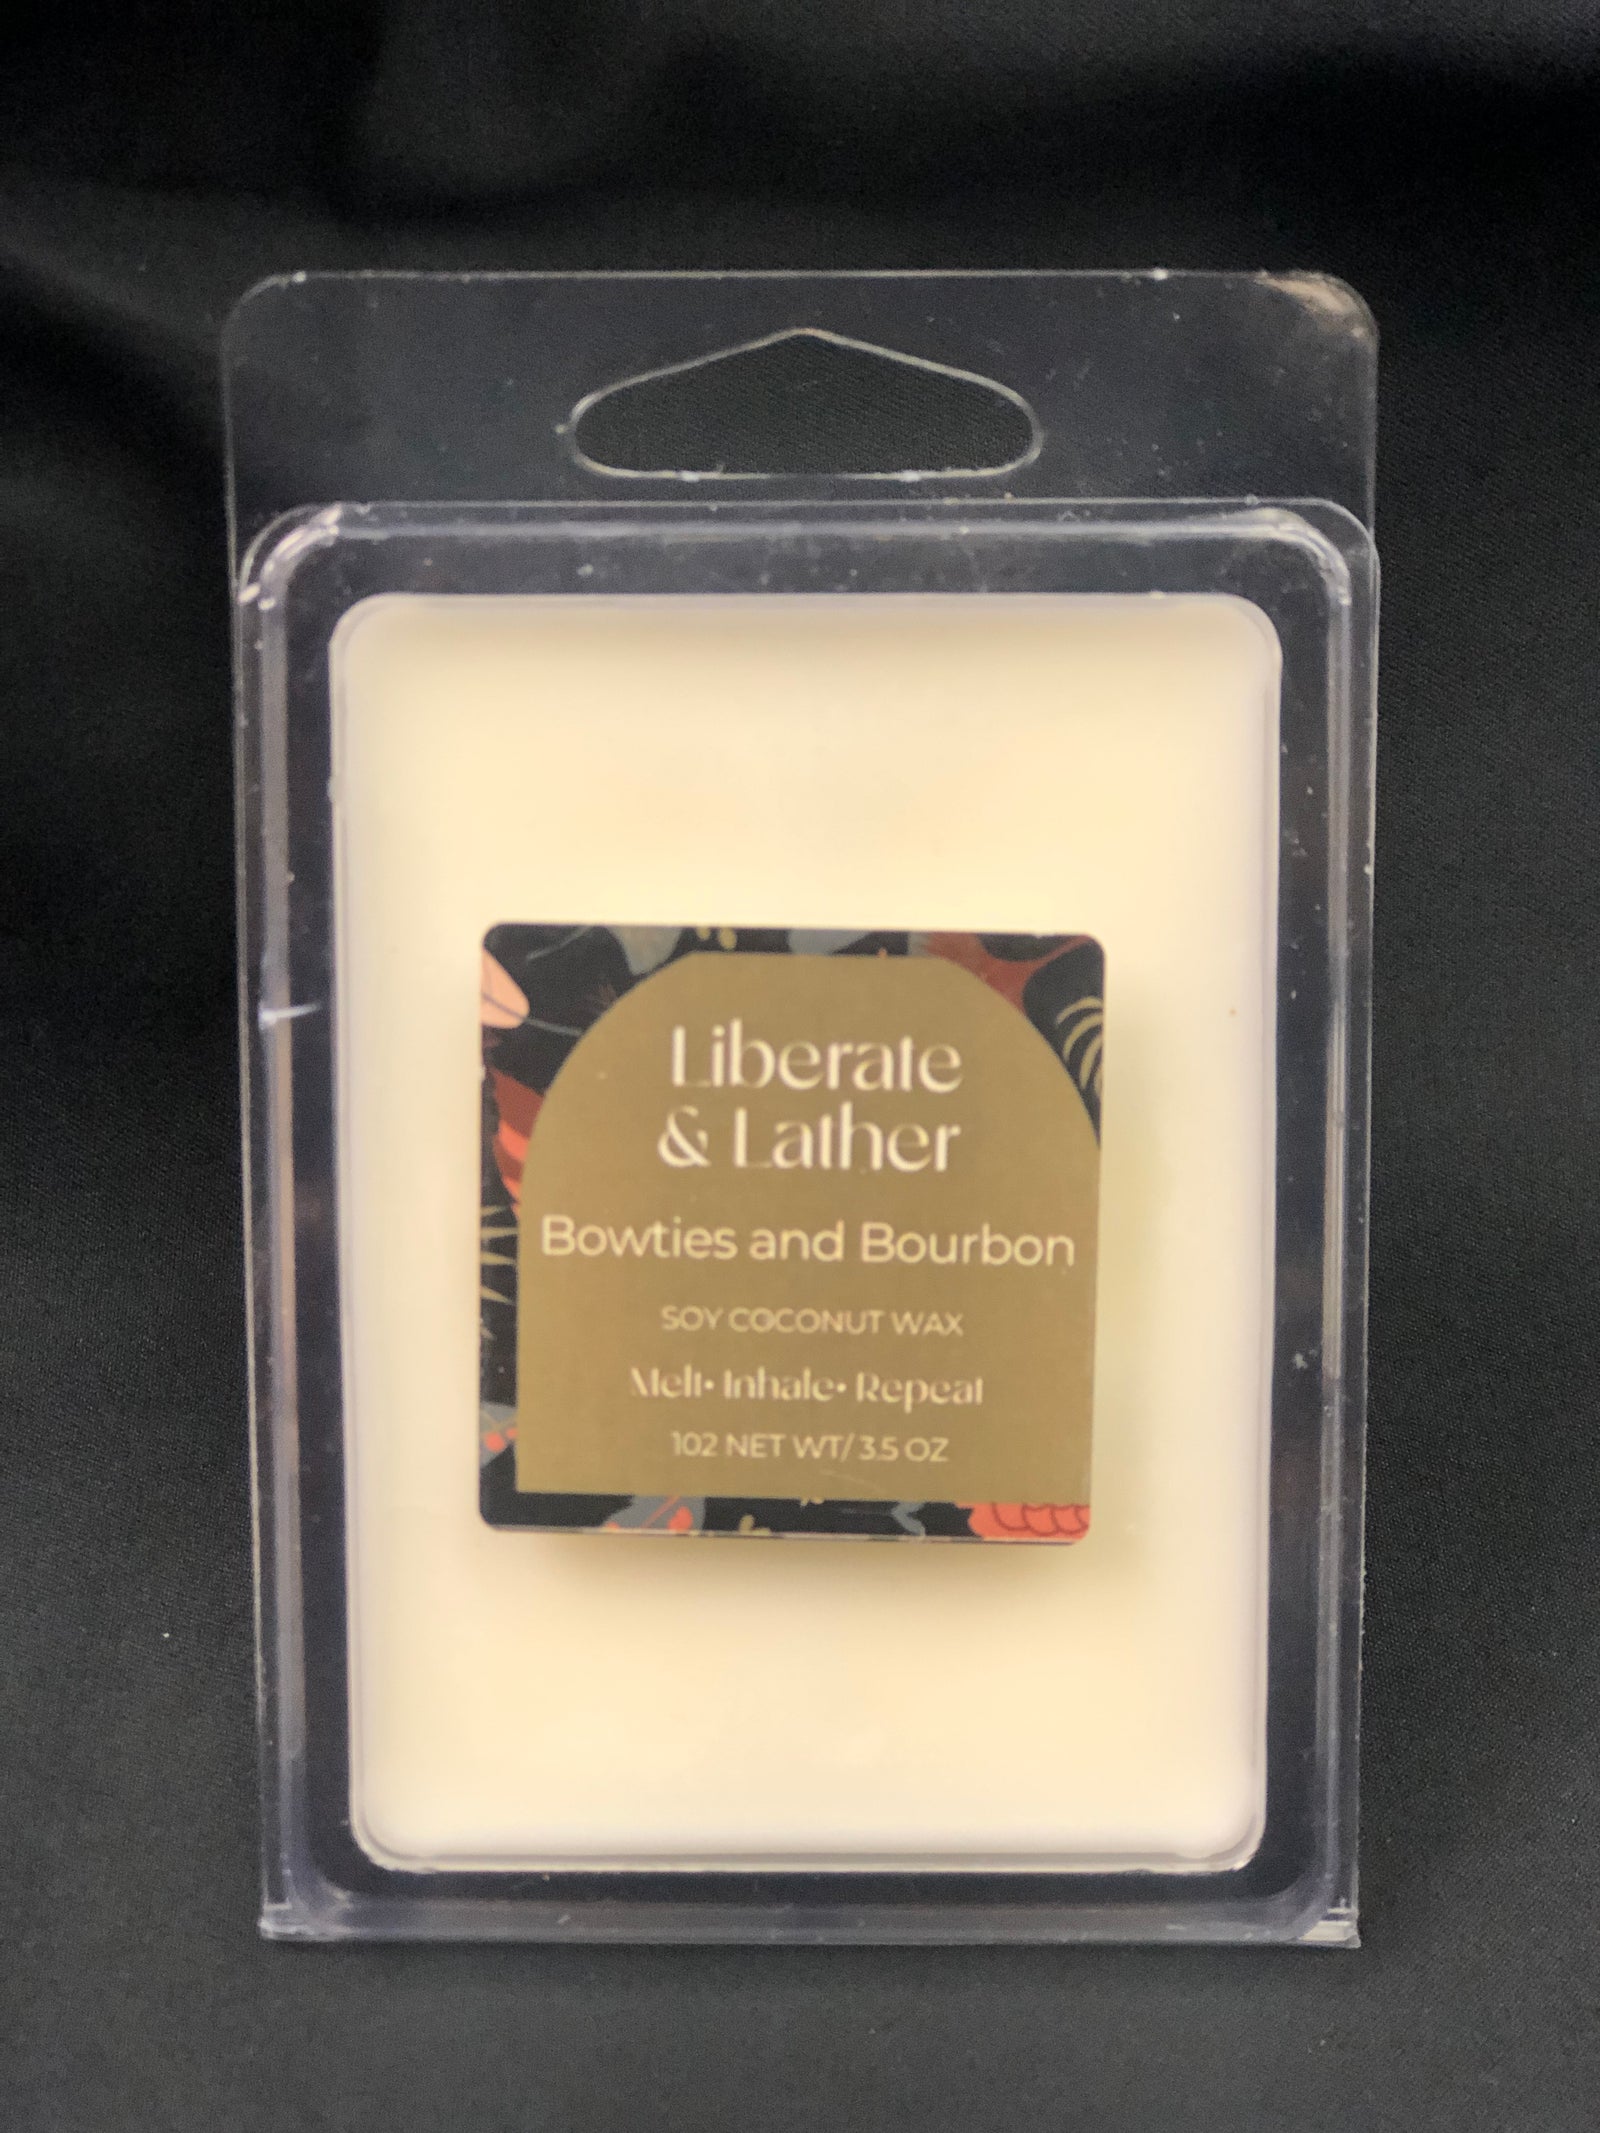 Liberate
& Lather
Bowties and Bourbon
SOY COCONUT WAX
Melt• Inhale• Repeat
102 NET WT/ 3.5 OZ